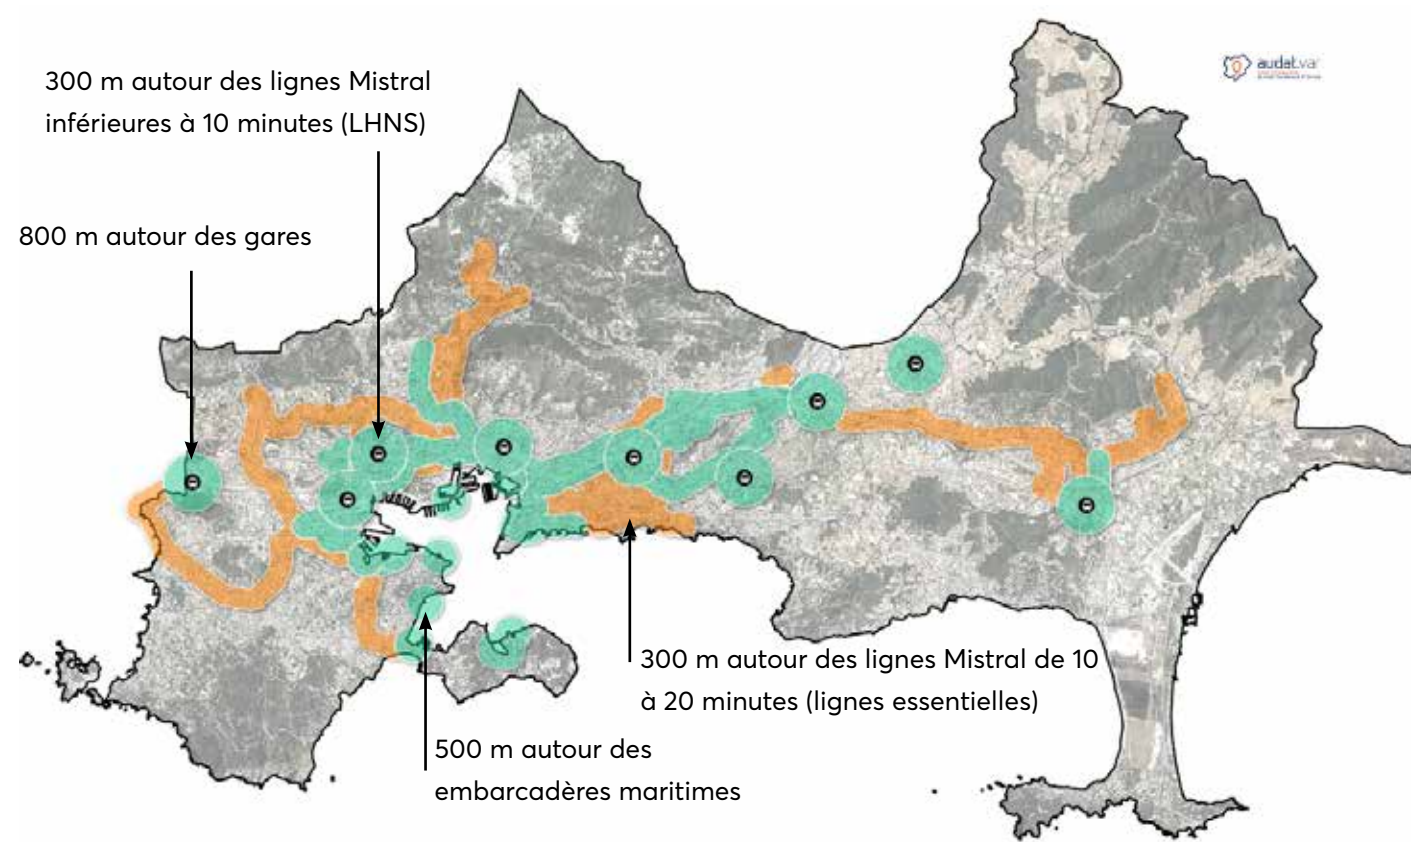 audat.var
300 m autour des lignes Mistral
inférieures à 10 minutes (LHNS)
800 m autour des gares
300 m autour des lignes Mistral de 10
à 20 minutes (lignes essentielles)
500 m autour des
embarcadères maritimes